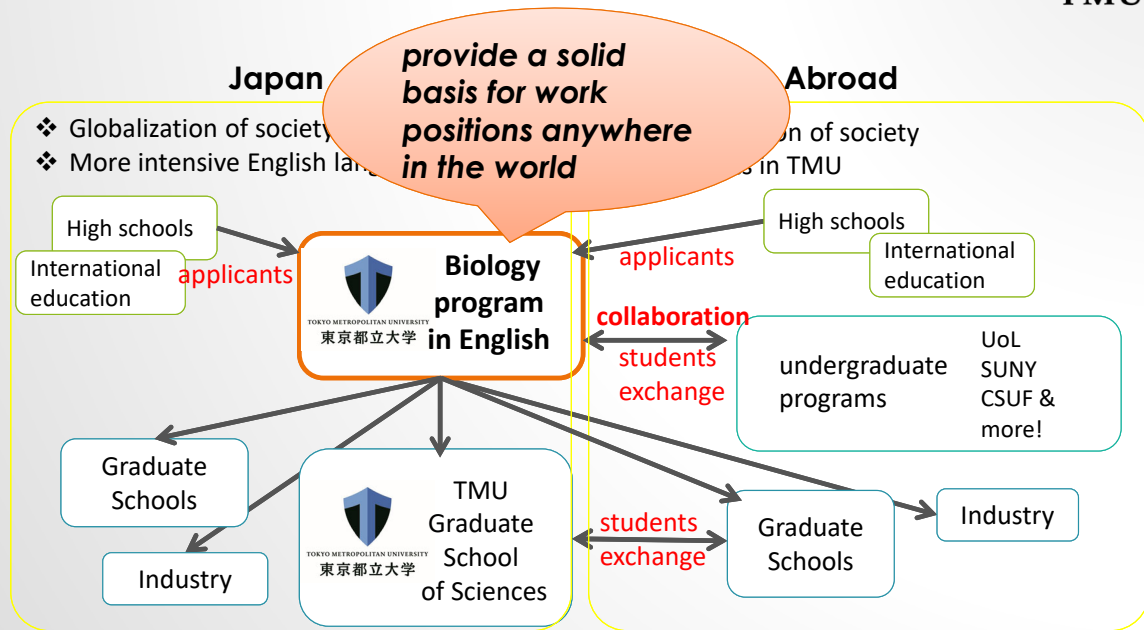 TMU
provide a solid
basis for work
positions anywhere
in the world
Japan
Abroad
❖ Globalization of society
❖ More intensive English
of society
in TMU
High schools
International
education
applicants
TOKYO METROPOLITAN UNIVERSITY
東京都立大学
Biology
program
in English
applicants
High schools
International
education
collaboration
students
exchange
undergraduate
programs
UoL
SUNY
CSUF &
more!
Graduate
Schools
Industry
TOKYO METROPOLITAN UNIVERSITY
東京都立大学
TMU
Graduate
School
of Sciences
students
exchange
Graduate
Schools
Industry